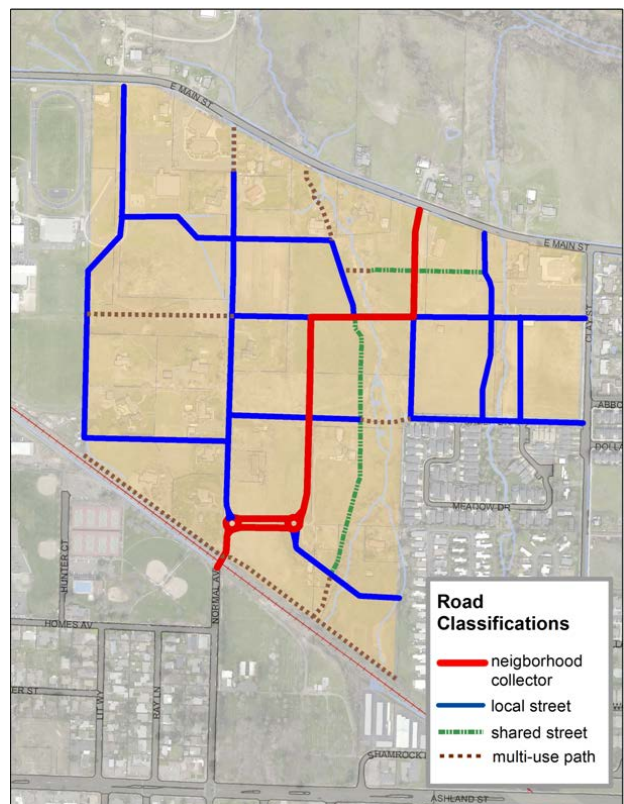 E MAIN ST
E MAIN ST
CLAY ST
ABBO
DOLLA
MEADOW DR
HUNTER CT
NORMAL AV
HOMES AV
ER ST
LIT WY
RAY LN
SHAMROCK
ASHLAND ST
Road
Classifications
neigborhood
collector
local street
shared street
multi-use path